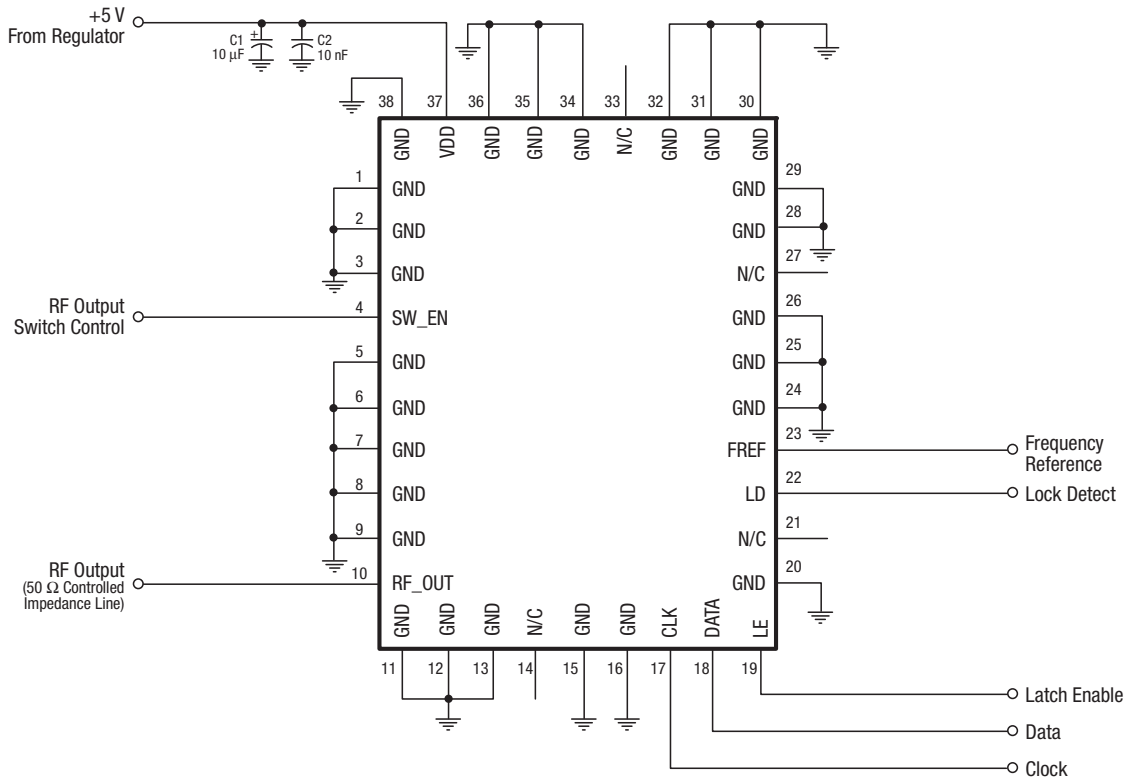 +5 V
From Regulator
C1
10 μF
+
C2
10 nF
38
37
36
35
34
33
32
31
30
GND
VDD
GND
GND
GND
N/C
GND
GND
GND
1
GND
2
GND
3
GND
RF Output
Switch Control
4
SW_EN
5
GND
6
GND
7
GND
8
GND
9
GND
RF Output
(50 Ω Controlled
Impedance Line)
10
RF_OUT
29
GND
28
GND
27
N/C
26
GND
25
GND
24
GND
23
FREF
Frequency
Reference
22
LD
Lock Detect
21
N/C
20
GND
GND
GND
GND
N/C
GND
GND
CLK
DATA
LE
11
12
13
14
15
16
17
18
19
Latch Enable
Data
Clock